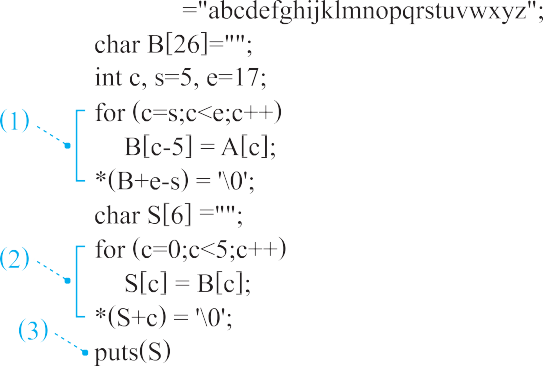 ="abcdefghijklmnopqrstuvwxyz";
char B[26]="";
int c, s=5, e=17;
(1) for (c=s;c<e;c++)
B[c-5] = A[c];
*(B+e-s) = '\0';
char S[6] ="";
(2) for (c=0;c<5;c++)
S[c] = B[c];
*(S+c) = '\0';
(3) puts(S)